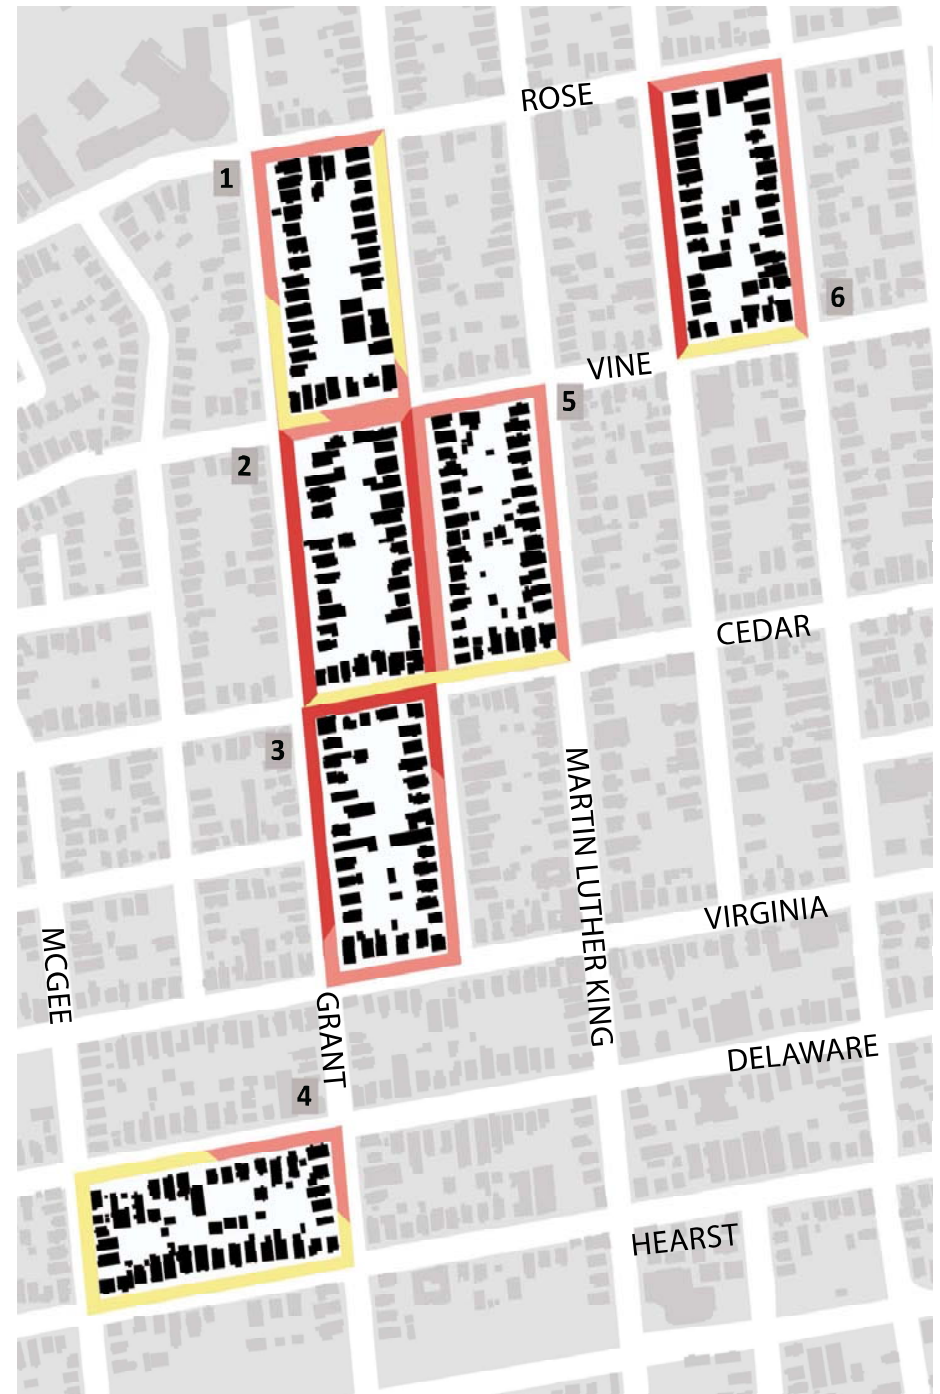 ROSE
1
6
VINE
5
2
CEDAR
3
MARTIN LUTHER KING
VIRGINIA
MCGEE
GRANT
DELAWARE
4
HEARST